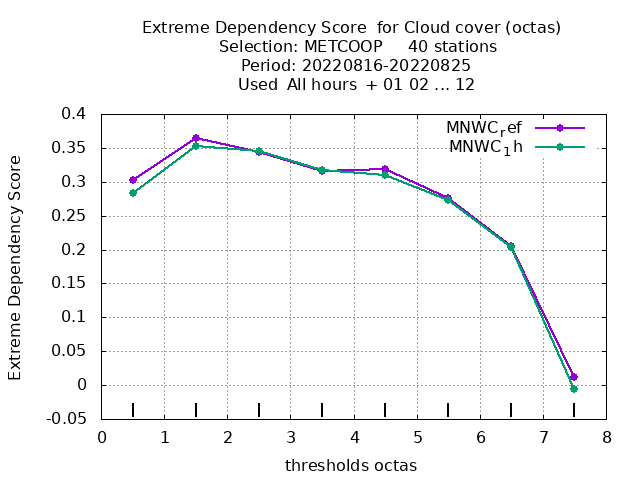 Extreme Dependency Score  for Cloud cover (octas)
Selection: METCOOP     40 stations
Period: 20220816-20220825
Used  All hours  + 01 02 ... 12
MNWC_ref
MNWC_1h
Extreme Dependency Score
0.4
0.35
0.3
0.25
0.2
0.15
0.1
0.05
0
-0.05
0 1 2 3 4 5 6 7 8
thresholds octas